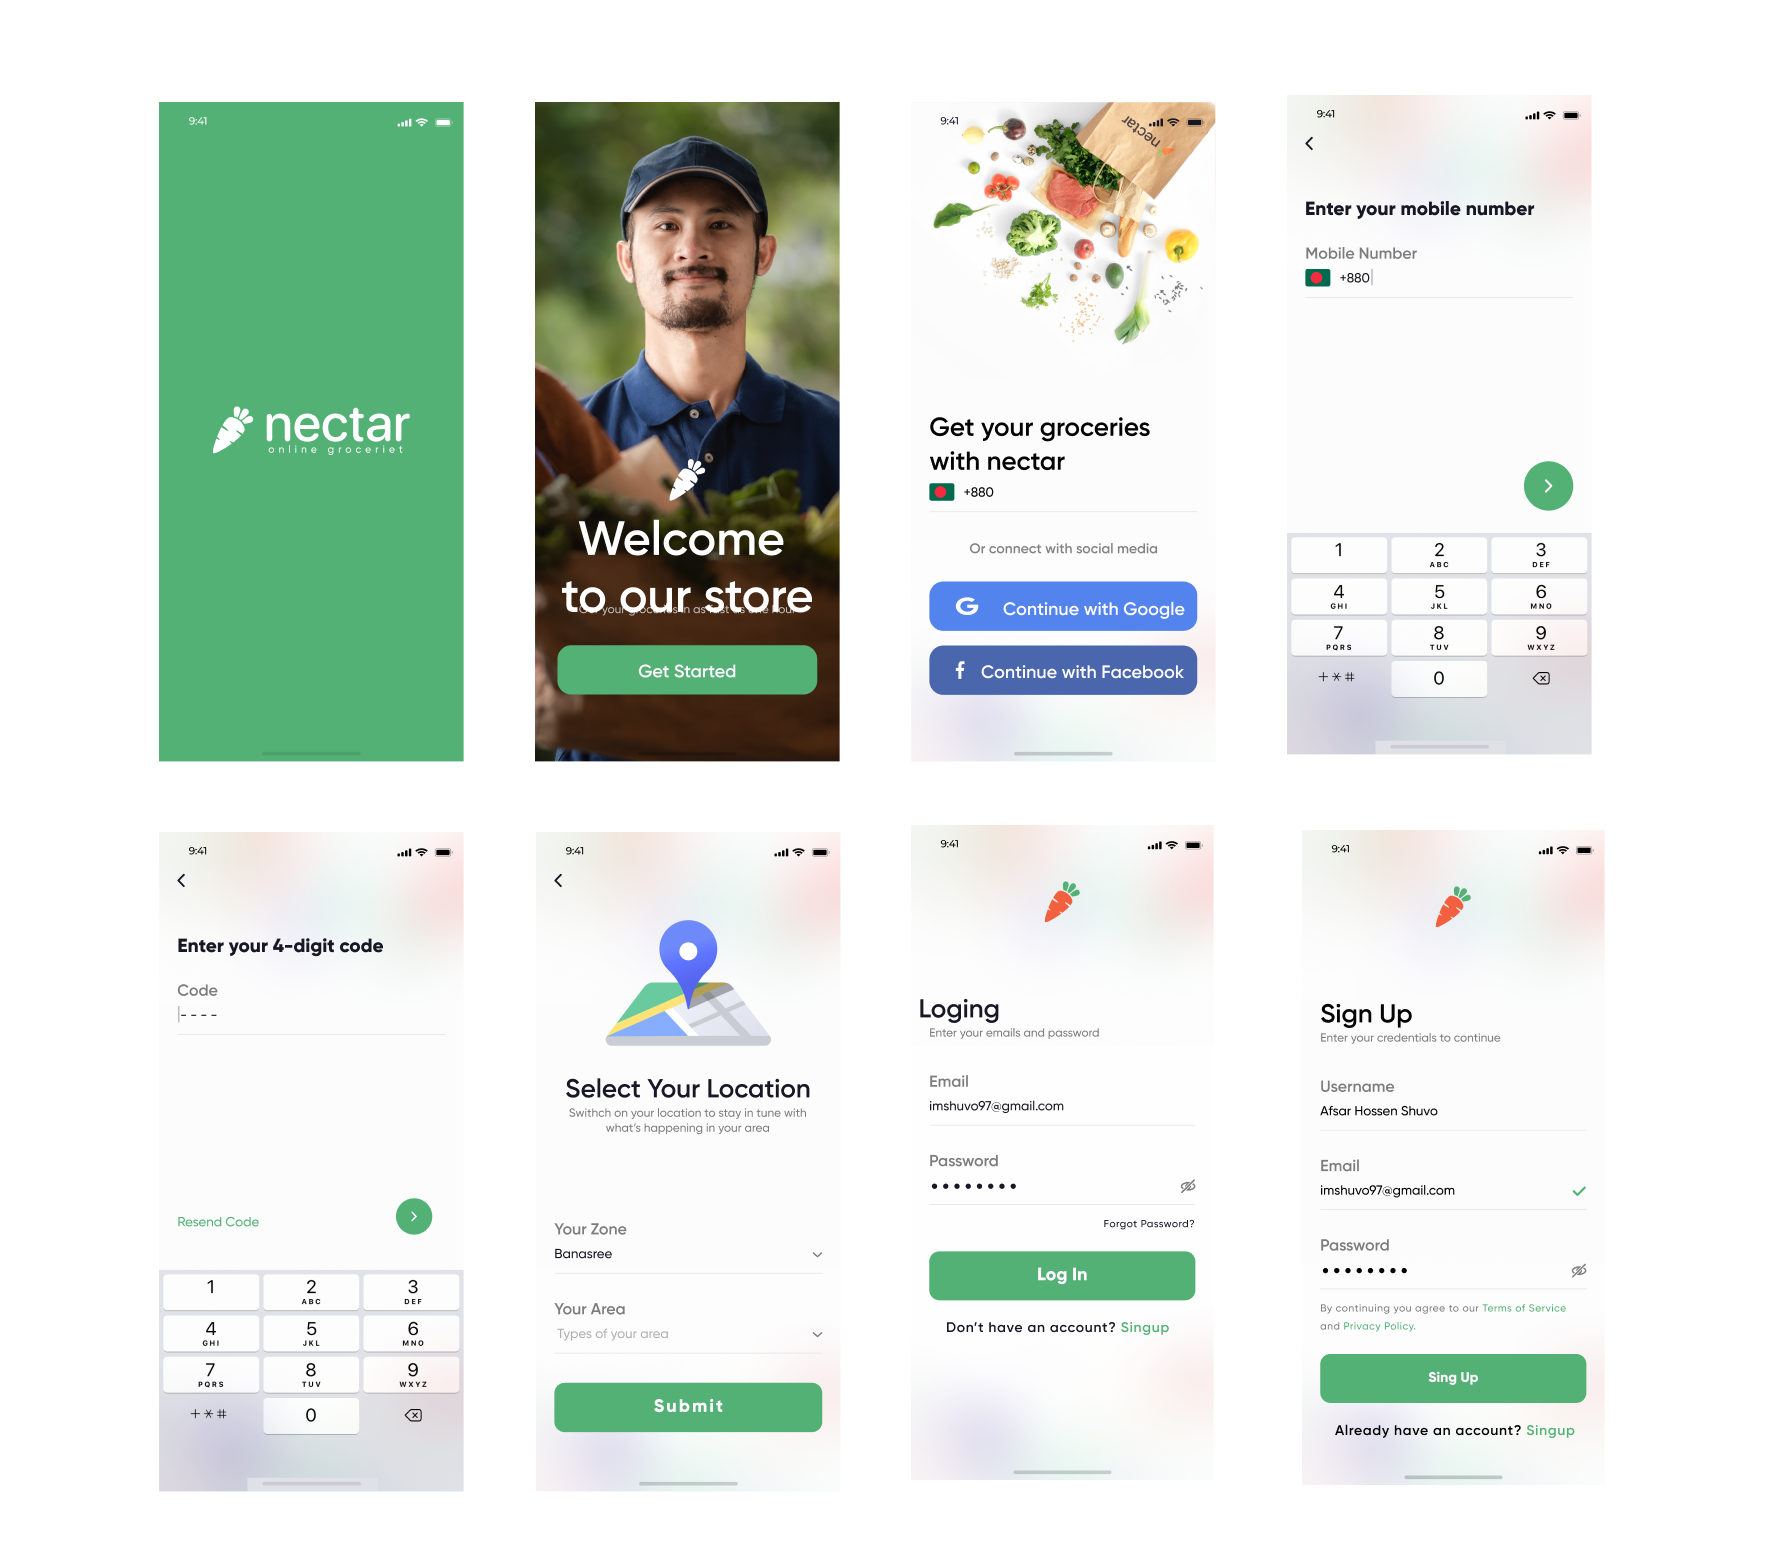 9:41
nectar
online groceriet
9:41
Welcome
to our store
Get your groceries in as fast as one hour
Get Started
9:41
nectar
Get your groceries
with nectar
+880
Or connect with social media
G Continue with Google
f Continue with Facebook
9:41
Enter your mobile number
Mobile Number
+880
1
2 ABC
3 DEF
4 GHI
5 JKL
6 MNO
7 PQRS
8 TUV
9 WXYZ
+*#
0
9:41
Enter your 4-digit code
Code
- - - -
Resend Code
1
2 ABC
3 DEF
4 GHI
5 JKL
6 MNO
7 PQRS
8 TUV
9 WXYZ
+*#
0
9:41
Select Your Location
Swithch on your location to stay in tune with
what's happening in your area
Your Zone
Banasree
Your Area
Types of your area
Submit
9:41
Loging
Enter your emails and password
Email
imshuvo97@gmail.com
Password
••••••••
Forgot Password?
Log In
Don't have an account? Singup
9:41
Sign Up
Enter your credentials to continue
Username
Afsar Hossen Shuvo
Email
imshuvo97@gmail.com
Password
••••••••
By continuing you agree to our Terms of Service
and Privacy Policy.
Sing Up
Already have an account? Singup